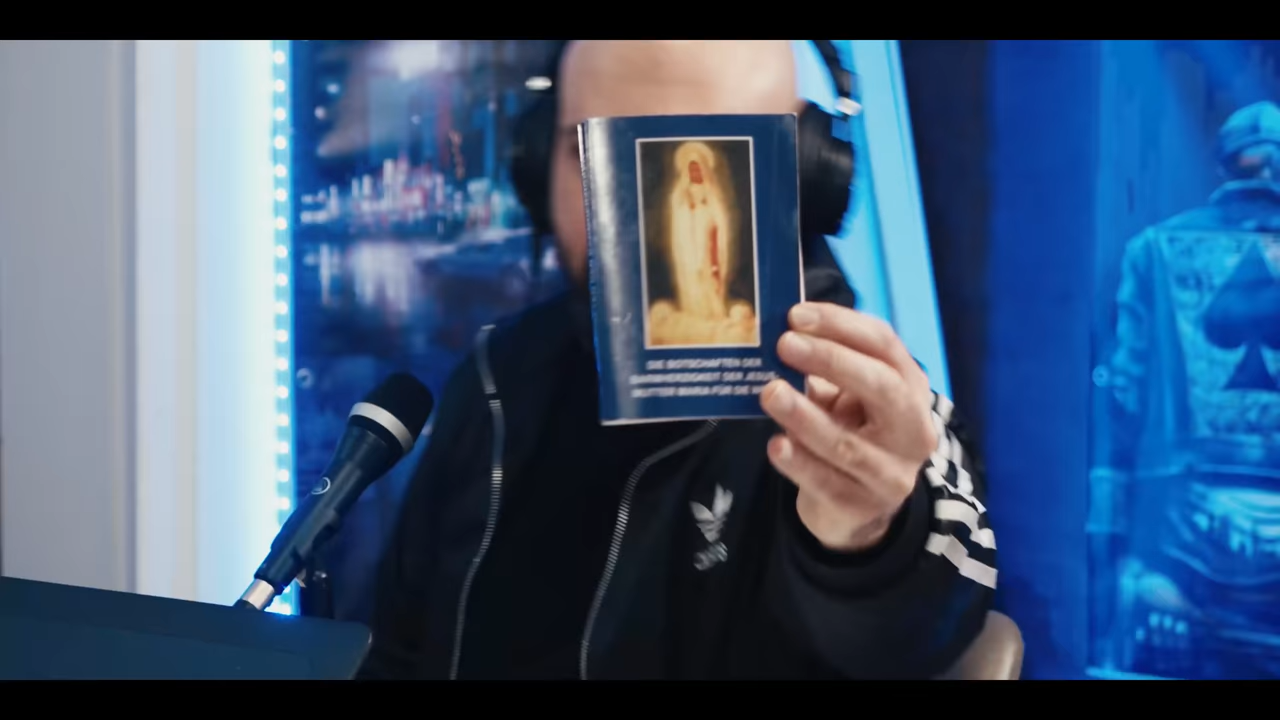 DIE BOTSCHAFTEN DER
BARMHERZIGKEIT DER JESUS-
MUTTER MARIA FÜR DIE